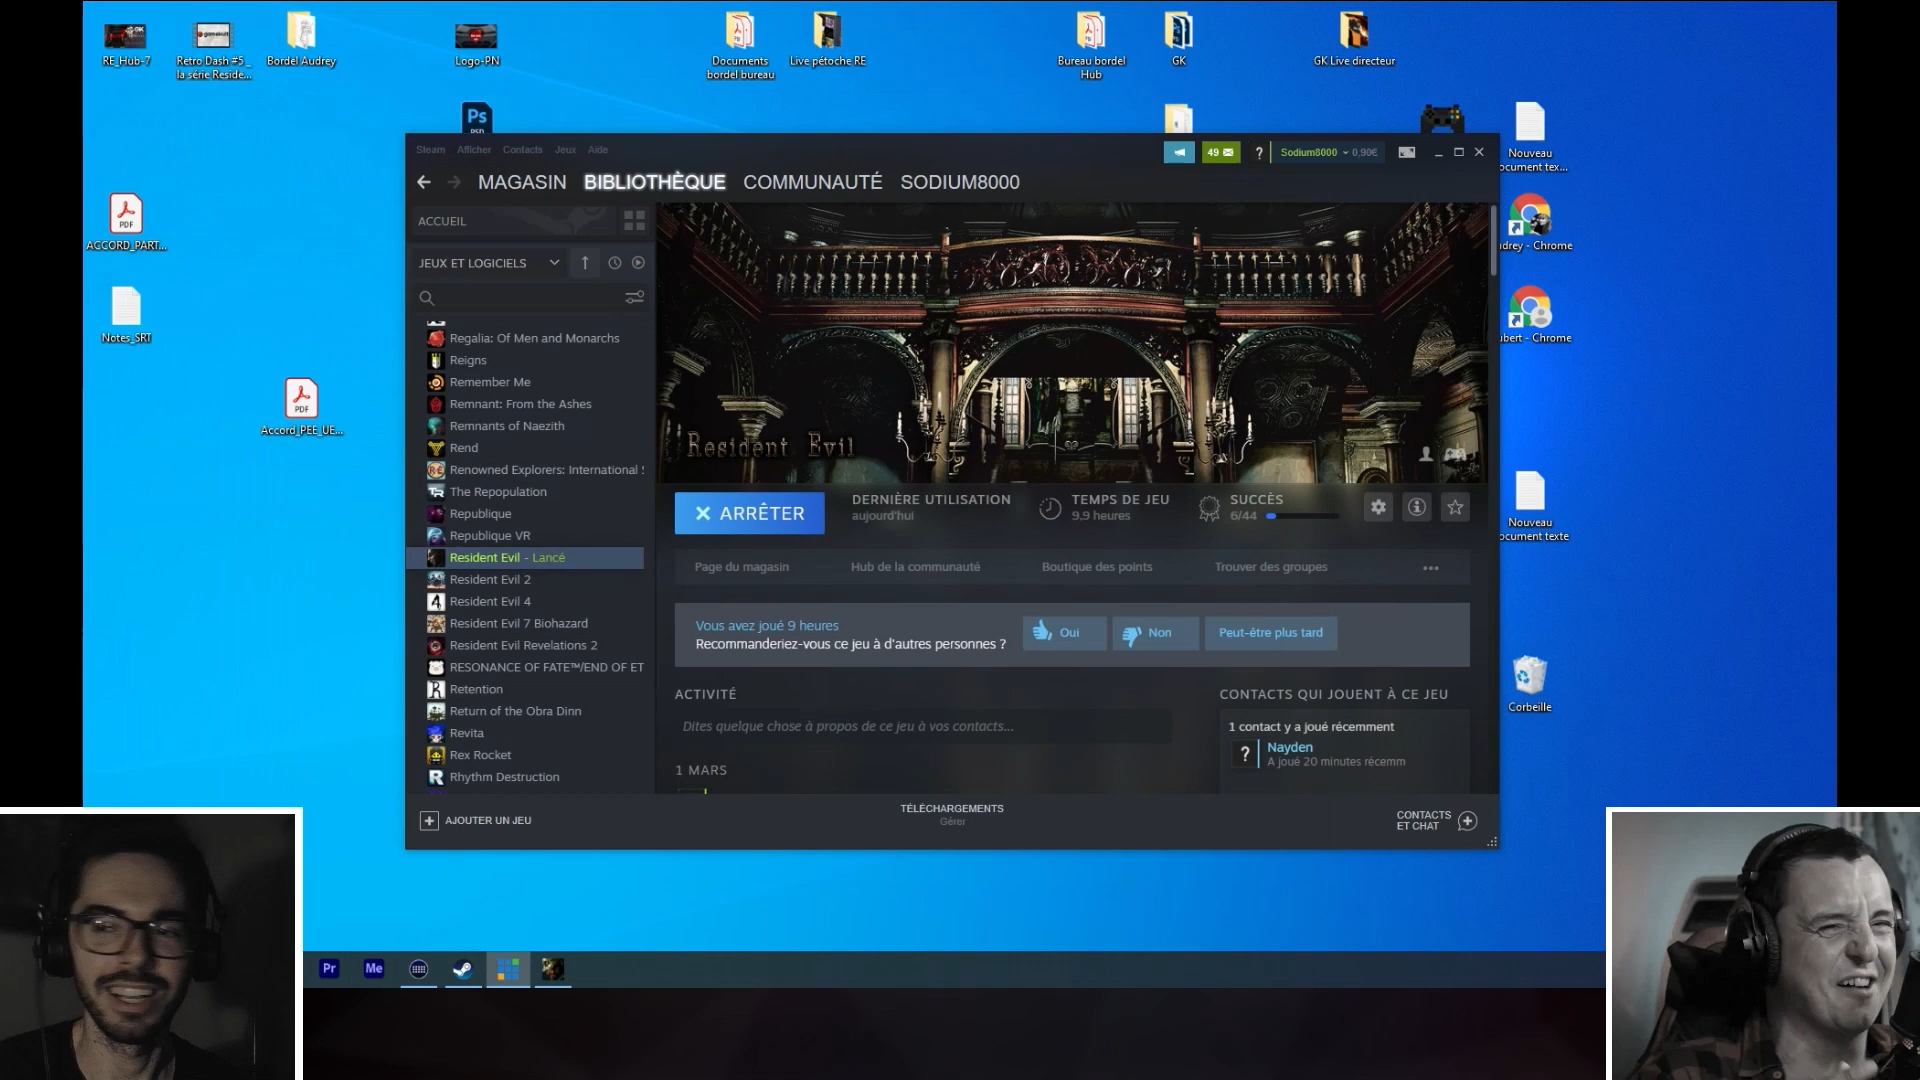 RE_Hub-7
Retro Dash #5 _
la série Reside...
Bordel Audrey
Logo-PN
Documents
bordel bureau
Live pétoche RE
Bureau bordel
Hub
GK
GK Live directeur
Ps
PSD
Nouveau
ocument tex...
PDF
ACCORD_PART...
udrey - Chrome
Notes_SRT
ubert - Chrome
PDF
Accord_PEE_UE...
Nouveau
ocument texte
Corbeille
Steam Afficher Contacts Jeux Aide
49
?
Sodium8000 0,90€
MAGASIN BIBLIOTHÈQUE COMMUNAUTÉ SODIUM8000
ACCUEIL
JEUX ET LOGICIELS
Regalia: Of Men and Monarchs
Reigns
Remember Me
Remnant: From the Ashes
Remnants of Naezith
Rend
Renowned Explorers: International S
The Repopulation
Republique
Republique VR
Resident Evil - Lancé
Resident Evil 2
Resident Evil 4
Resident Evil 7 Biohazard
Resident Evil Revelations 2
RESONANCE OF FATE™/END OF ET
Retention
Return of the Obra Dinn
Revita
Rex Rocket
Rhythm Destruction
Resident Evil
ARRÊTER
DERNIÈRE UTILISATION
aujourd'hui
TEMPS DE JEU
9,9 heures
SUCCÈS
6/44
Page du magasin
Hub de la communauté
Boutique des points
Trouver des groupes
Vous avez joué 9 heures
Recommanderiez-vous ce jeu à d'autres personnes ?
Oui
Non
Peut-être plus tard
ACTIVITÉ
Dites quelque chose à propos de ce jeu à vos contacts...
1 MARS
CONTACTS QUI JOUENT À CE JEU
1 contact y a joué récemment
?
Nayden
A joué 20 minutes récemm
AJOUTER UN JEU
TÉLÉCHARGEMENTS
Gérer
CONTACTS
ET CHAT
Pr
Me